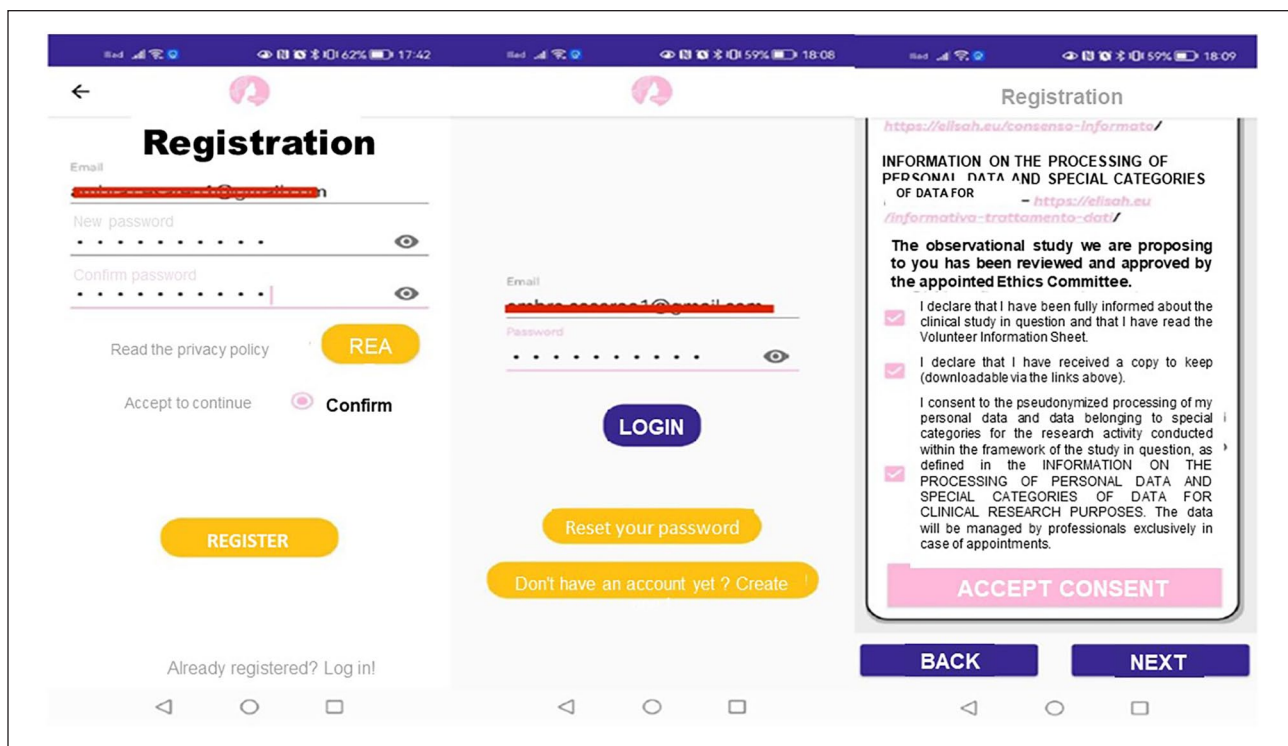 Iliad 62% 17:42
Registration
Email
New password
Confirm password
Read the privacy policy REA
Accept to continue Confirm
REGISTER
Already registered? Log in!
Iliad 59% 18:08
Email
Password
LOGIN
Reset your password
Don't have an account yet ? Create
Iliad 59% 18:09
Registration
https://elisah.eu/consenso-informato/
INFORMATION ON THE PROCESSING OF
PERSONAL DATA AND SPECIAL CATEGORIES
OF DATA FOR – https://elisah.eu
/informativa-trattamento-dati/
The observational study we are proposing
to you has been reviewed and approved by
the appointed Ethics Committee.
I declare that I have been fully informed about the
clinical study in question and that I have read the
Volunteer Information Sheet.
I declare that I have received a copy to keep
(downloadable via the links above).
I consent to the pseudonymized processing of my
personal data and data belonging to special
categories for the research activity conducted
within the framework of the study in question, as
defined in the INFORMATION ON THE
PROCESSING OF PERSONAL DATA AND
SPECIAL CATEGORIES OF DATA FOR
CLINICAL RESEARCH PURPOSES. The data
will be managed by professionals exclusively in
case of appointments.
ACCEPT CONSENT
BACK NEXT